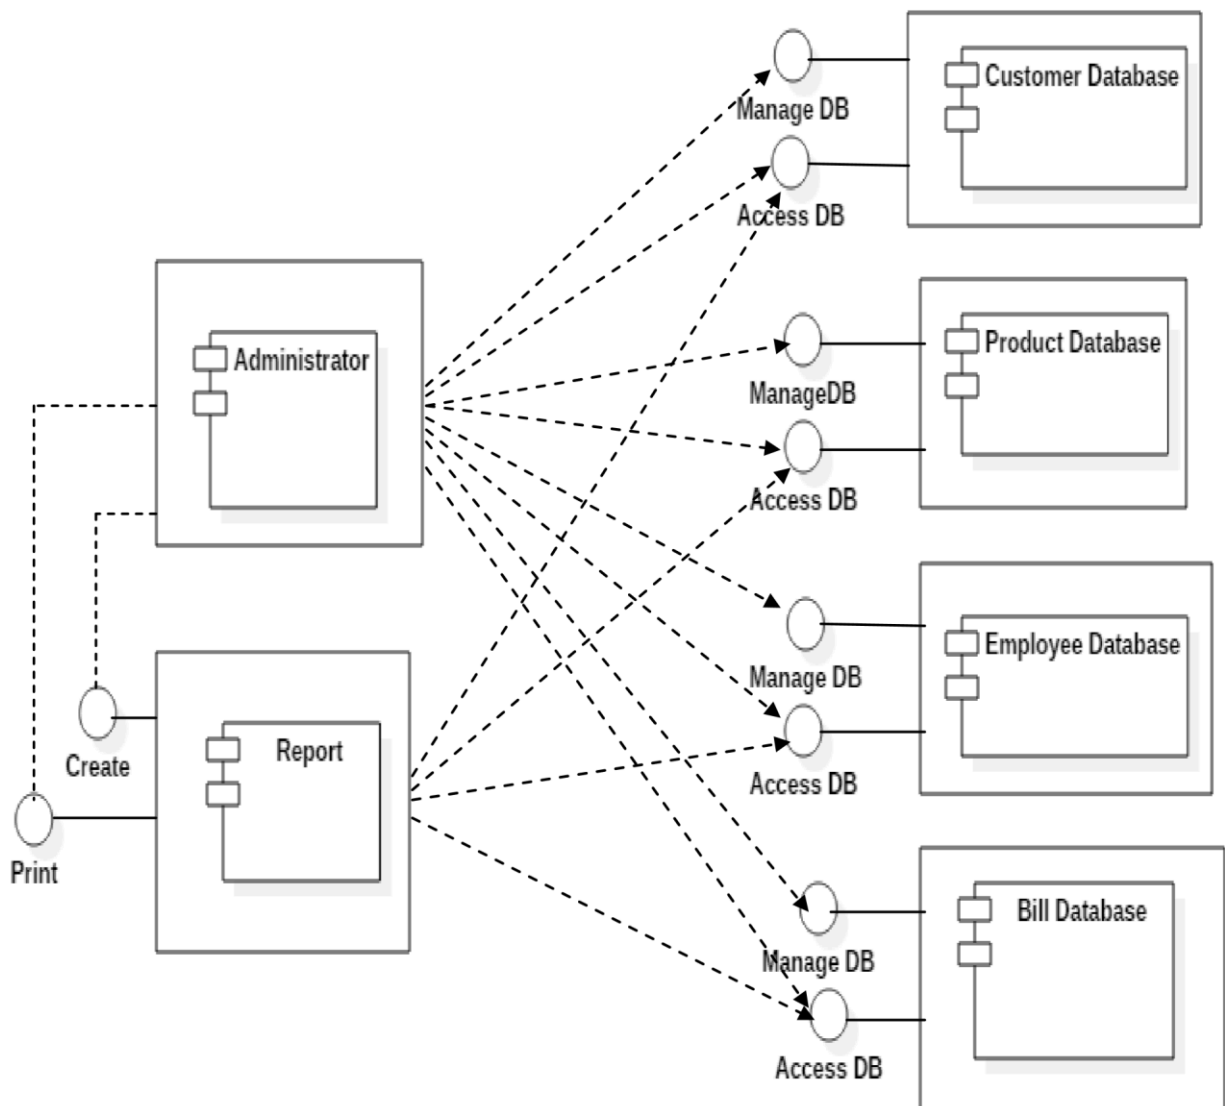 Customer Database
Manage DB
Access DB
Administrator
Product Database
ManageDB
Access DB
Employee Database
Manage DB
Create
Report
Access DB
Print
Bill Database
Manage DB
Access DB